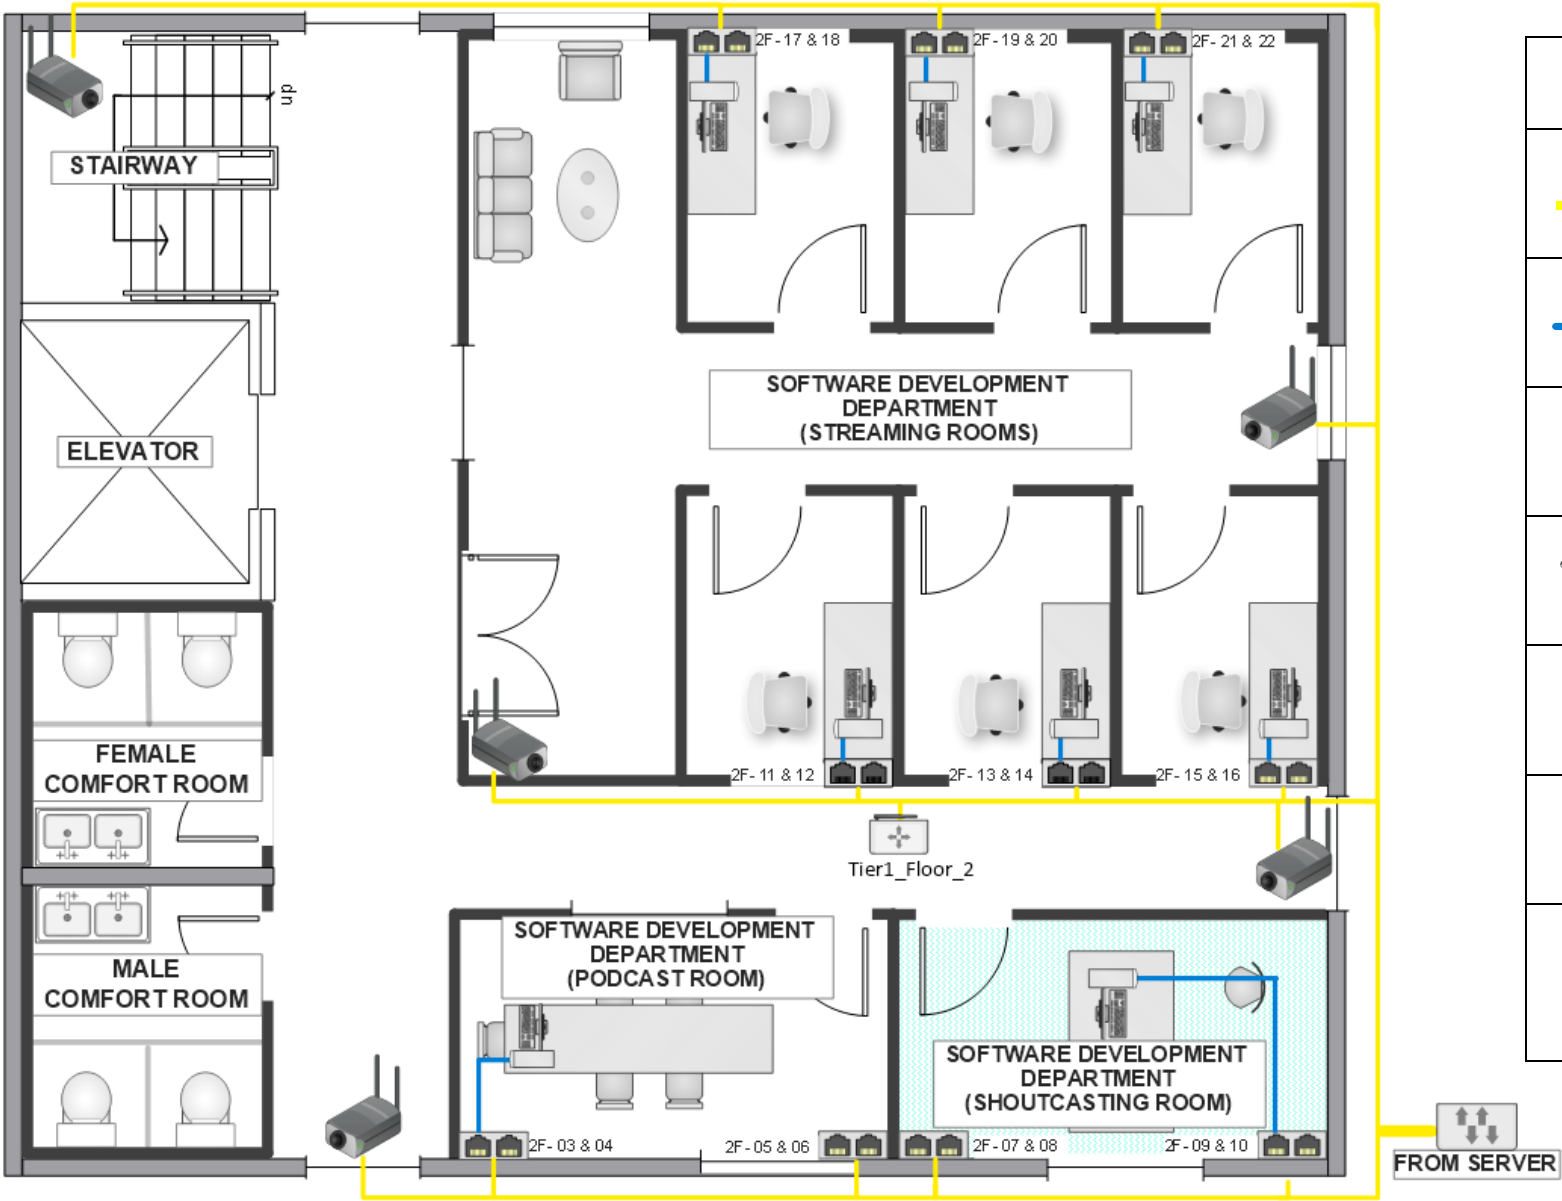 2F-17 & 18
2F-19 & 20
2F-21 & 22
dn
STAIRWAY
SOFTWARE DEVELOPMENT
DEPARTMENT
(STREAMING ROOMS)
ELEVATOR
FEMALE
COMFORT ROOM
2F-11 & 12
2F-13 & 14
2F-15 & 16
Tier1_Floor_2
SOFTWARE DEVELOPMENT
DEPARTMENT
(PODCAST ROOM)
MALE
COMFORT ROOM
SOFTWARE DEVELOPMENT
DEPARTMENT
(SHOUTCASTING ROOM)
2F-03 & 04
2F-05 & 06
2F-07 & 08
2F-09 & 10
FROM SERVER